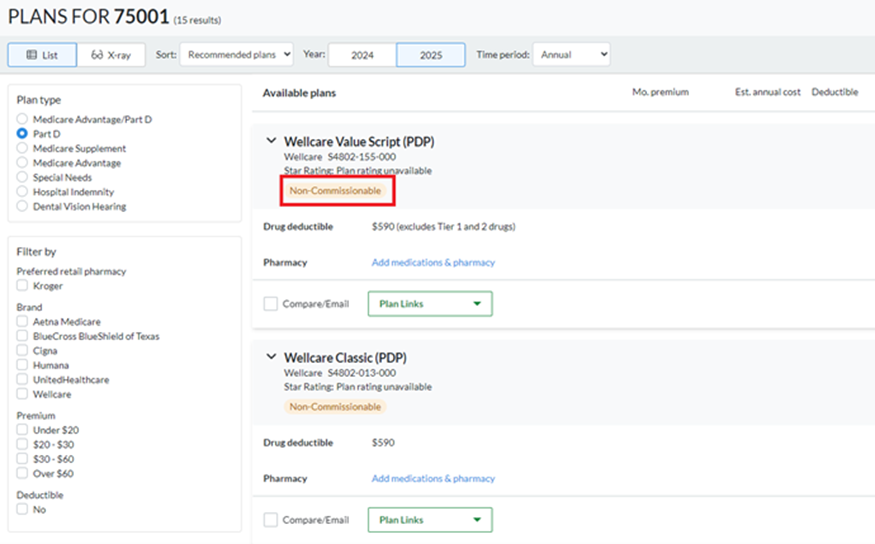 PLANS FOR 75001 (15 results)
List X-ray Sort: Recommended plans Year: 2024 2025 Time period: Annual
Plan type
Medicare Advantage/Part D
Part D
Medicare Supplement
Medicare Advantage
Special Needs
Hospital Indemnity
Dental Vision Hearing
Filter by
Preferred retail pharmacy
Kroger
Brand
Aetna Medicare
BlueCross BlueShield of Texas
Cigna
Humana
UnitedHealthcare
Wellcare
Premium
Under $20
$20 - $30
$30 - $60
Over $60
Deductible
No
Available plans Mo. premium Est. annual cost Deductible
Wellcare Value Script (PDP)
Wellcare S4802-155-000
Star Rating: Plan rating unavailable
Non-Commissionable
Drug deductible $590 (excludes Tier 1 and 2 drugs)
Pharmacy Add medications & pharmacy
Compare/Email Plan Links
Wellcare Classic (PDP)
Wellcare S4802-013-000
Star Rating: Plan rating unavailable
Non-Commissionable
Drug deductible $590
Pharmacy Add medications & pharmacy
Compare/Email Plan Links